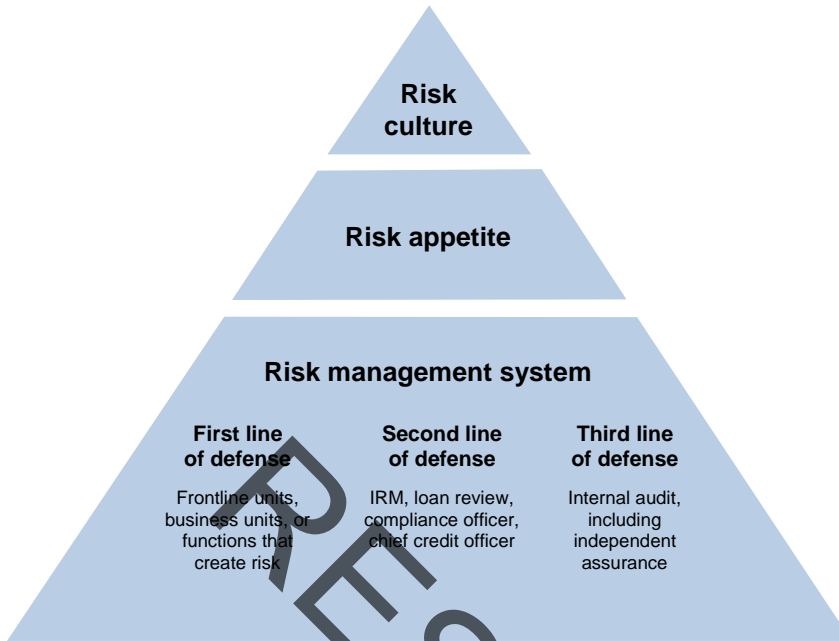 Risk
culture
Risk appetite
Risk management system
First line
of defense
Frontline units,
business units, or
functions that
create risk
Second line
of defense
IRM, loan review,
compliance officer,
chief credit officer
Third line
of defense
Internal audit,
including
independent
assurance